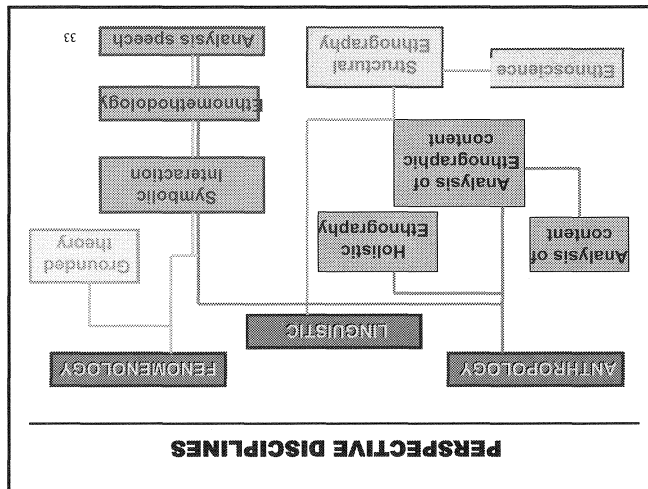 PERSPECTIVE DISCIPLINES
ANTHROPOLOGY
LINGUISTIC
FENOMENOLOGY
Analysis of
content
Holistic
Ethnography
Grounded
theory
Analysis of
Ethnographic
content
Symbolic
Interaction
Ethnomethodology
Ethnoscience
Structural
Ethnography
Analysis speech
33